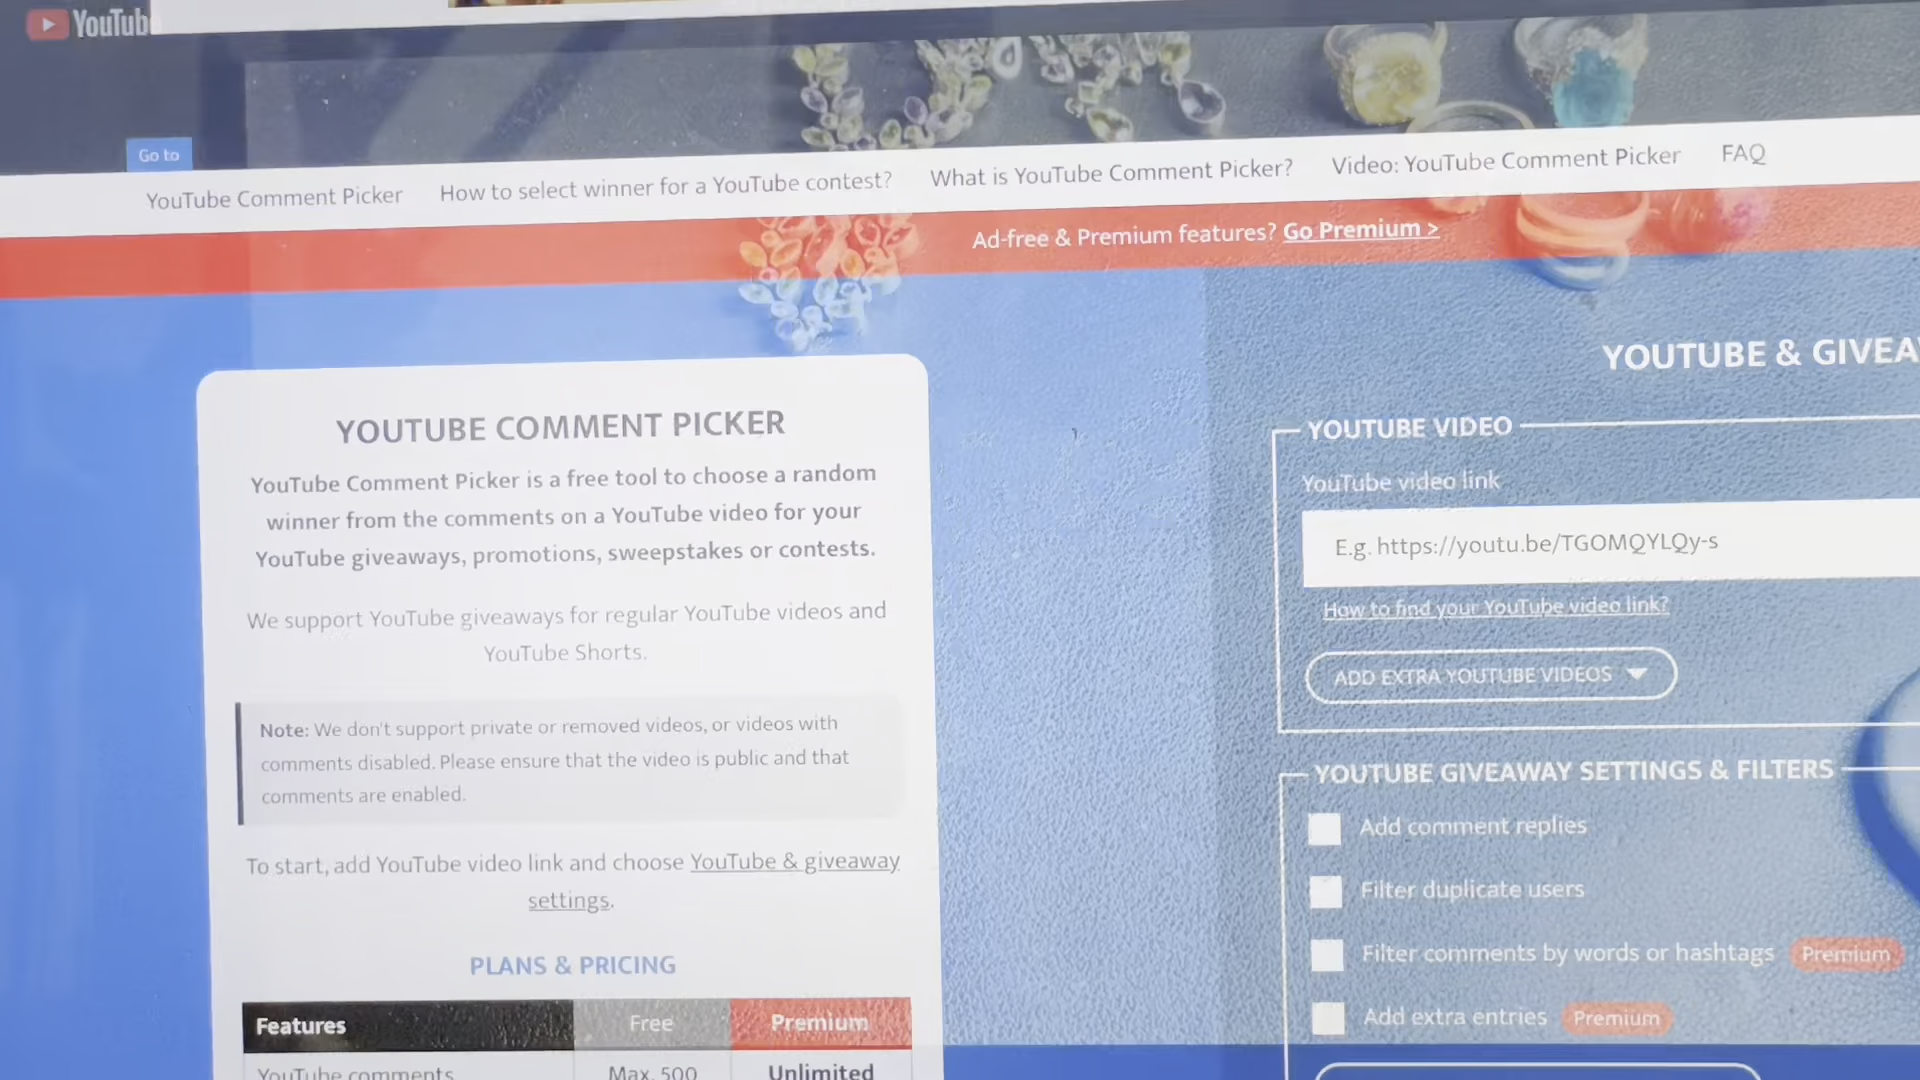 YouTub
Go to
YouTube Comment Picker How to select winner for a YouTube contest? What is YouTube Comment Picker? Video: YouTube Comment Picker FAQ
Ad-free & Premium features? Go Premium >
YOUTUBE COMMENT PICKER
YouTube Comment Picker is a free tool to choose a random
winner from the comments on a YouTube video for your
YouTube giveaways, promotions, sweepstakes or contests.
We support YouTube giveaways for regular YouTube videos and
YouTube Shorts.
Note: We don't support private or removed videos, or videos with
comments disabled. Please ensure that the video is public and that
comments are enabled.
To start, add YouTube video link and choose YouTube & giveaway
settings.
PLANS & PRICING
Features Free Premium
YouTube comments Max. 500 Unlimited
YOUTUBE & GIVEA
YOUTUBE VIDEO
YouTube video link
E.g. https://youtu.be/TGOMQYLQy-s
How to find your YouTube video link?
ADD EXTRA YOUTUBE VIDEOS
YOUTUBE GIVEAWAY SETTINGS & FILTERS
Add comment replies
Filter duplicate users
Filter comments by words or hashtags Premium
Add extra entries Premium